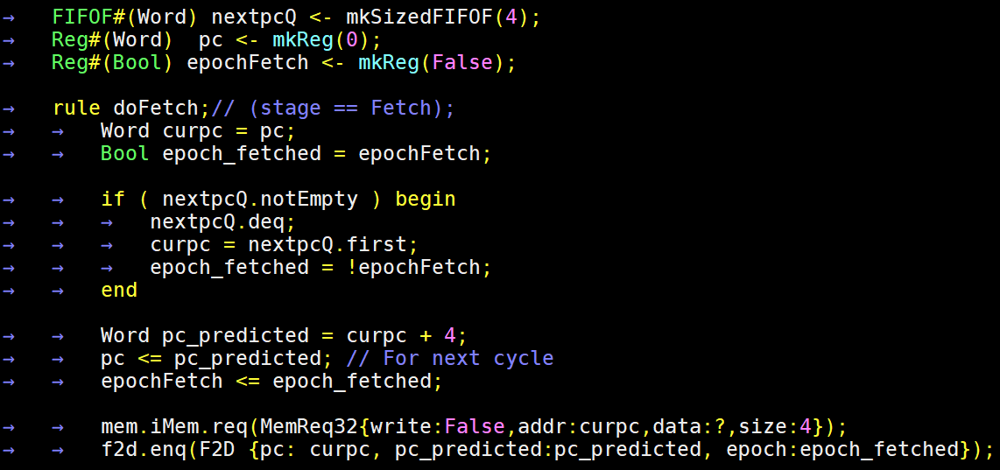 → FIFOF#(Word) nextpcQ <- mkSizedFIFOF(4);
→ Reg#(Word)  pc <- mkReg(0);
→ Reg#(Bool) epochFetch <- mkReg(False);
→ rule doFetch;// (stage == Fetch);
→ → Word curpc = pc;
→ → Bool epoch_fetched = epochFetch;
→ → if ( nextpcQ.notEmpty ) begin
→ → → nextpcQ.deq;
→ → → curpc = nextpcQ.first;
→ → → epoch_fetched = !epochFetch;
→ → end
→ → Word pc_predicted = curpc + 4;
→ → pc <= pc_predicted; // For next cycle
→ → epochFetch <= epoch_fetched;
→ → mem.iMem.req(MemReq32{write:False,addr:curpc,data:?,size:4});
→ → f2d.enq(F2D {pc: curpc, pc_predicted:pc_predicted, epoch:epoch_fetched});